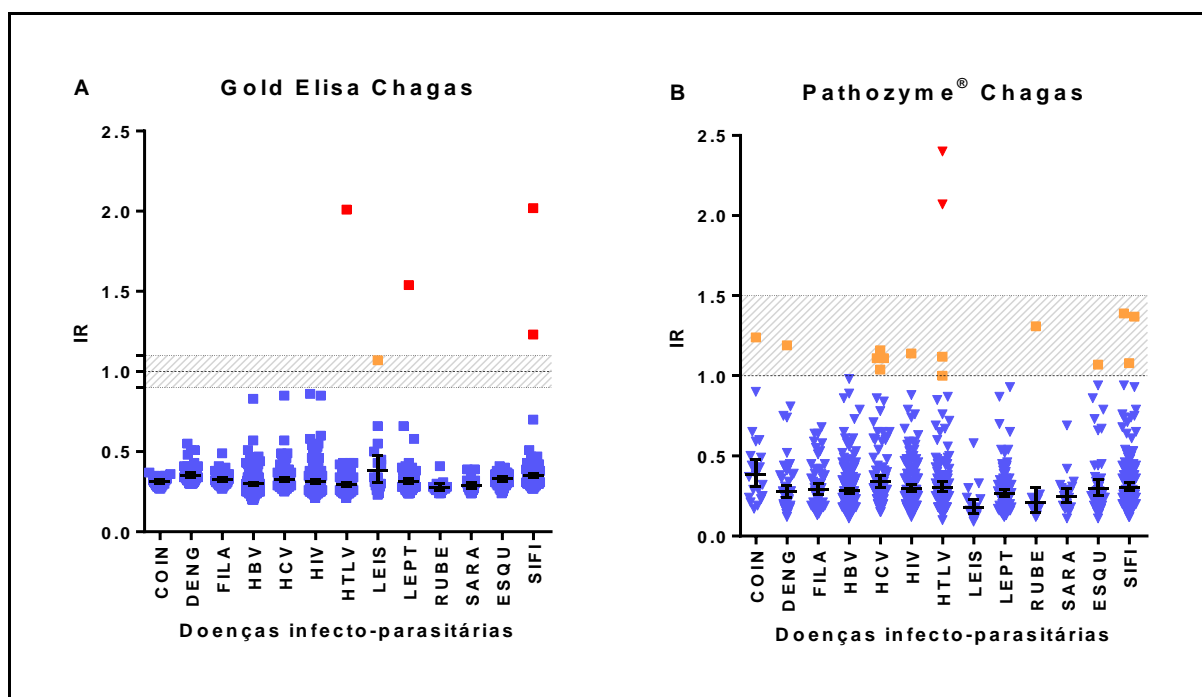 A Gold Elisa Chagas
2.5
2.0
1.5
1.0
0.5
0.0
IR
COIN
DENG
FILA
HBV
HCV
HIV
HTLV
LEIS
LEPT
RUBE
SARA
ESQU
SIFI
Doenças infecto-parasitárias
B Pathozyme® Chagas
2.5
2.0
1.5
1.0
0.5
0.0
IR
COIN
DENG
FILA
HBV
HCV
HIV
HTLV
LEIS
LEPT
RUBE
SARA
ESQU
SIFI
Doenças infecto-parasitárias